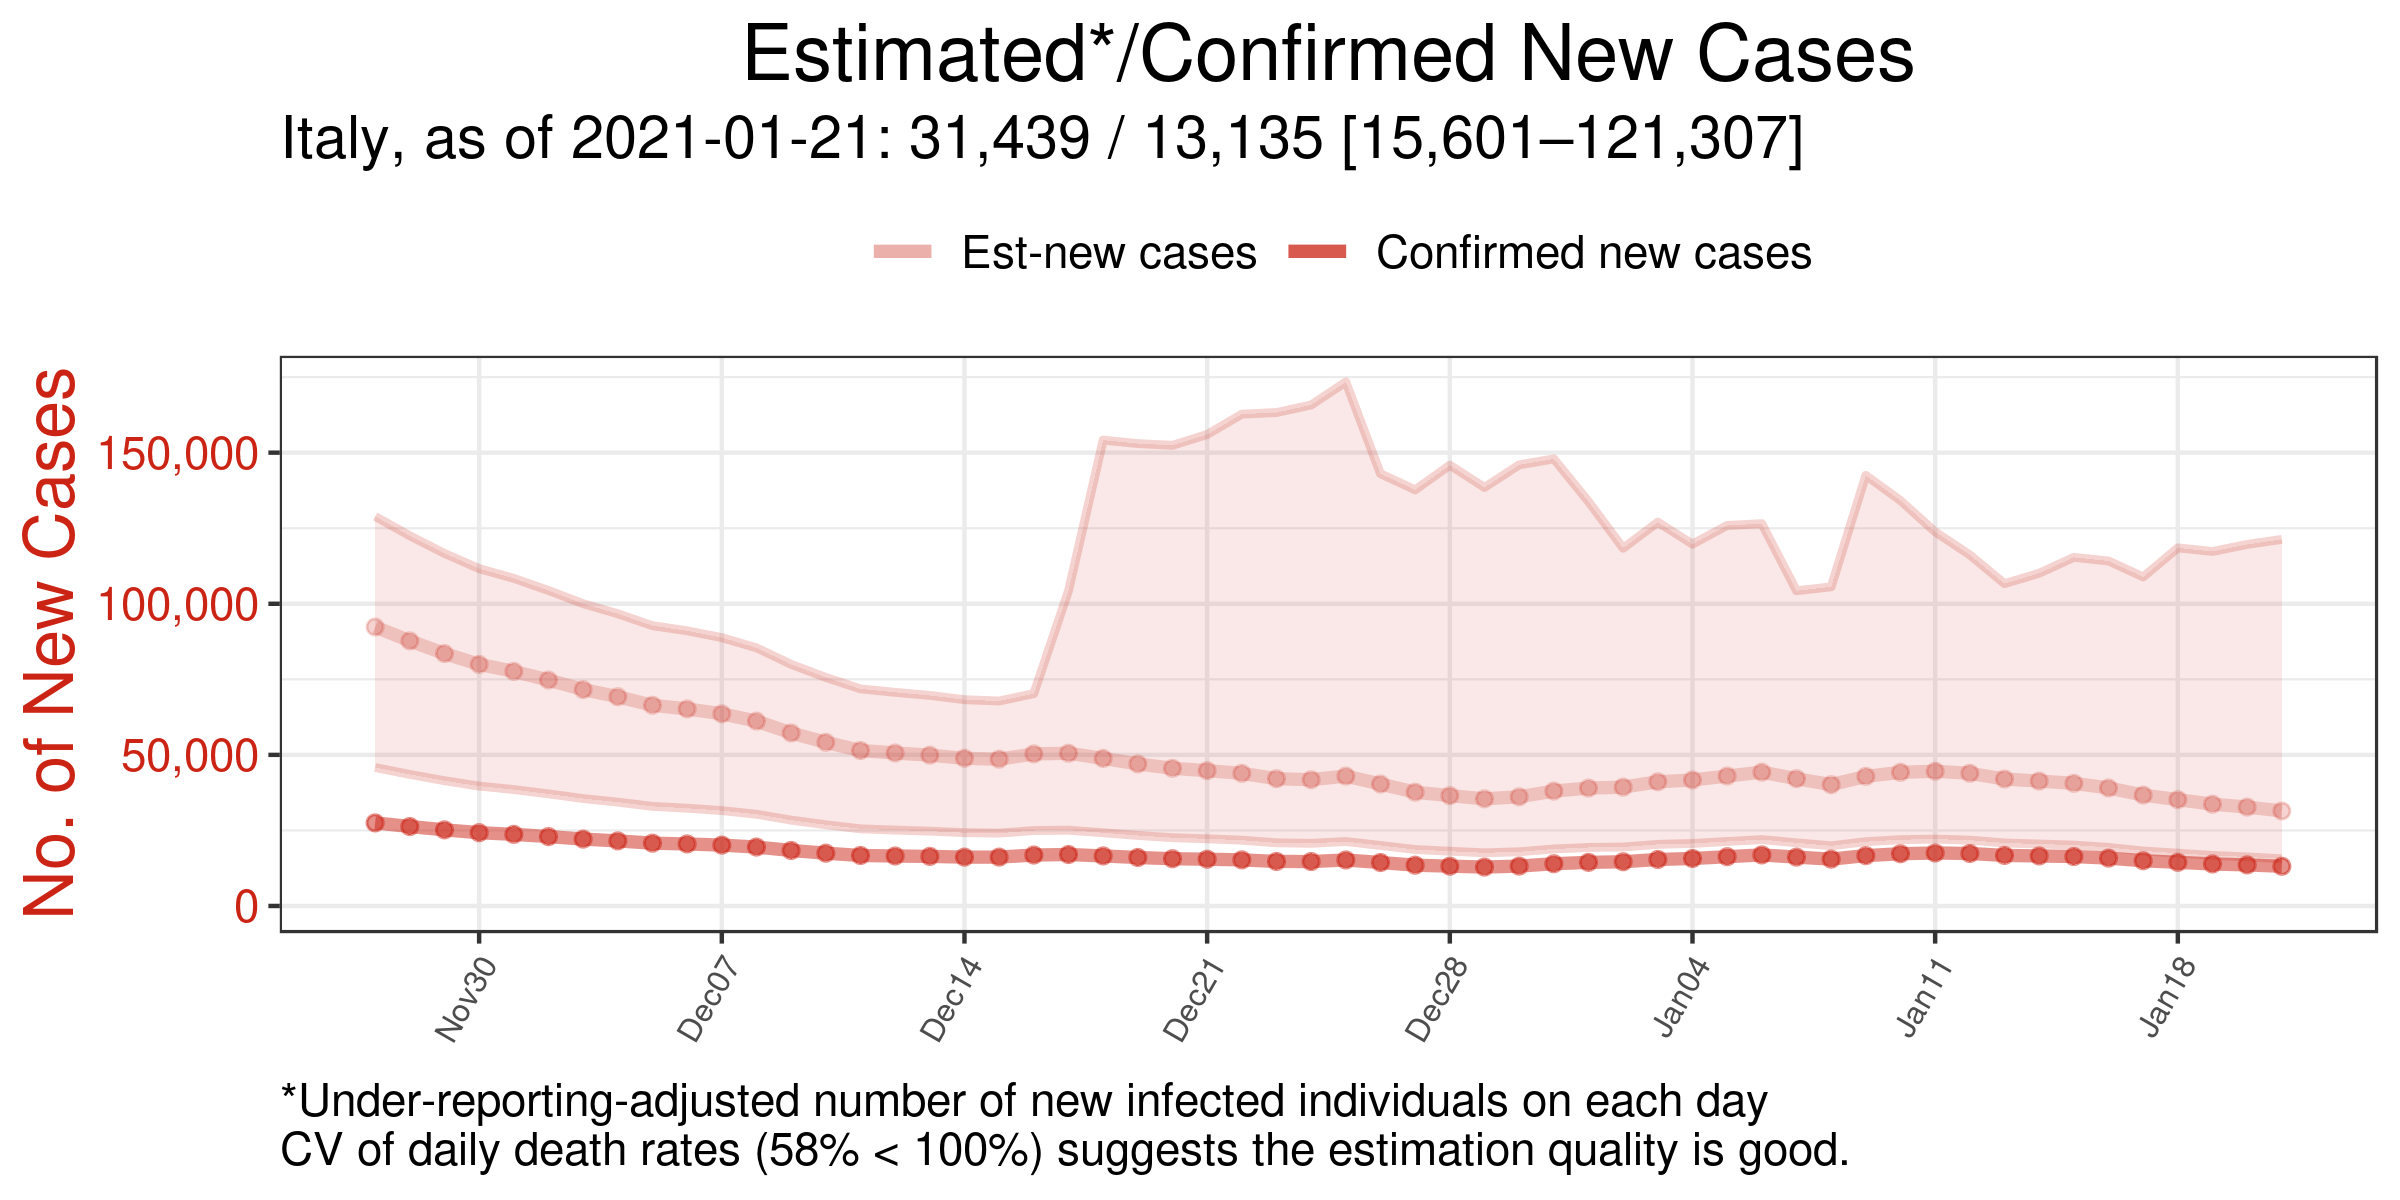 Estimated*/Confirmed New Cases
Italy, as of 2021-01-21: 31,439 / 13,135 [15,601–121,307]
Est-new cases
Confirmed new cases
No. of New Cases
150,000
100,000
50,000
0
Nov30
Dec07
Dec14
Dec21
Dec28
Jan04
Jan11
Jan18
*Under-reporting-adjusted number of new infected individuals on each day
CV of daily death rates (58% < 100%) suggests the estimation quality is good.